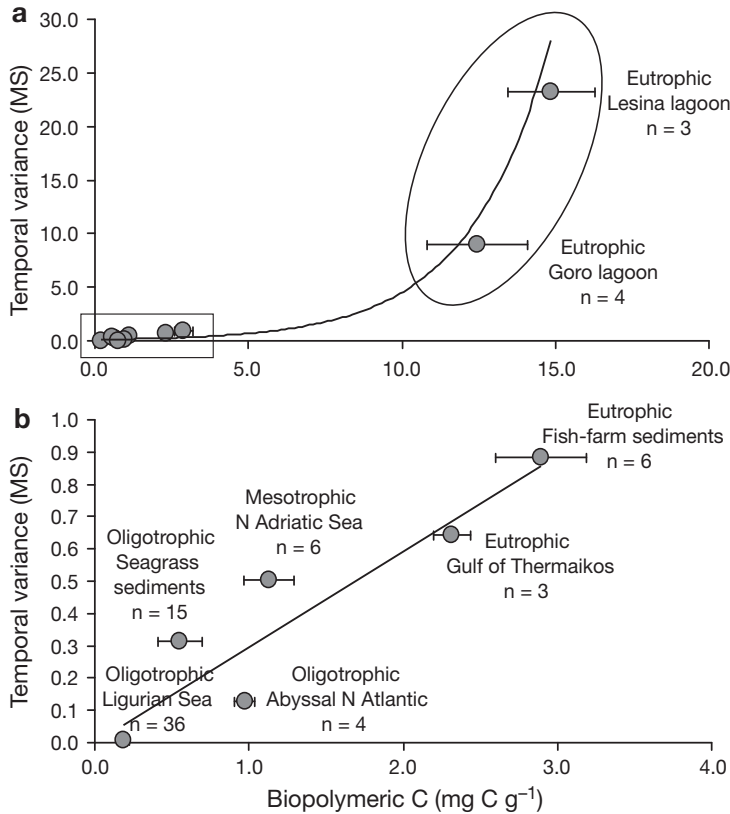 a
Temporal variance (MS)
30.0
25.0
20.0
15.0
10.0
5.0
0.0
Eutrophic
Lesina lagoon
n = 3
Eutrophic
Goro lagoon
n = 4
0.0 5.0 10.0 15.0 20.0
b
Temporal variance (MS)
1.0
0.9
0.8
0.7
0.6
0.5
0.4
0.3
0.2
0.1
0.0
Eutrophic
Fish-farm sediments
n = 6
Mesotrophic
N Adriatic Sea
n = 6
Oligotrophic
Seagrass
sediments
n = 15
Eutrophic
Gulf of Thermaikos
n = 3
Oligotrophic
Ligurian Sea
n = 36
Oligotrophic
Abyssal N Atlantic
n = 4
0.0 1.0 2.0 3.0 4.0
Biopolymeric C (mg C g⁻¹)